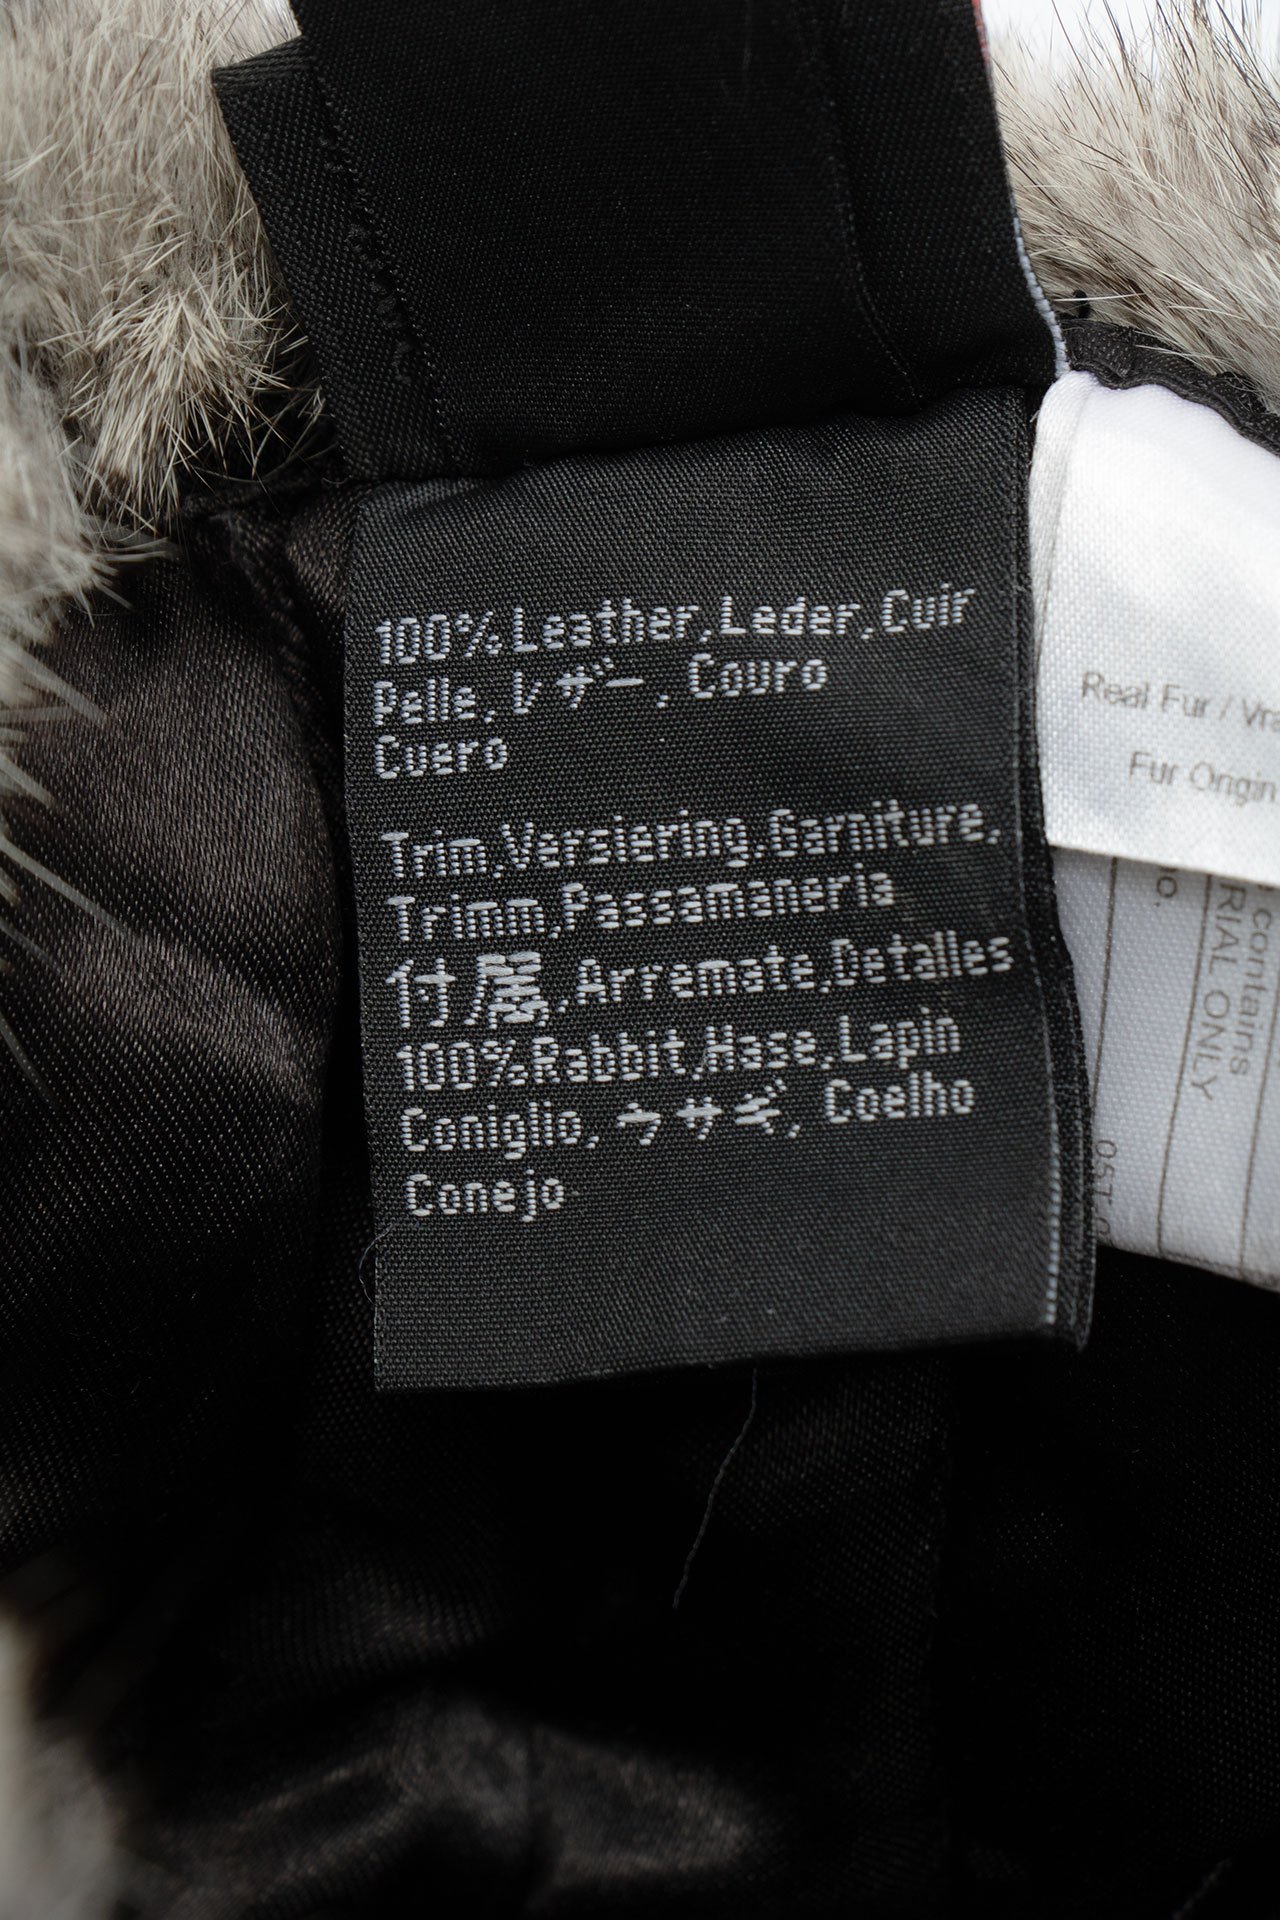 100% Leather,Leder,Cuir
Pelle, レザー, Couro
Cuero
Trim,Versiering,Garniture,
Trimm,Passamaneria
付属,Arremate,Detalles
100%Rabbit,Hase,Lapin
Coniglio, ウサギ, Coelho
Conejo
Real Fur /
Fur Origin
contains
RIAL ONLY